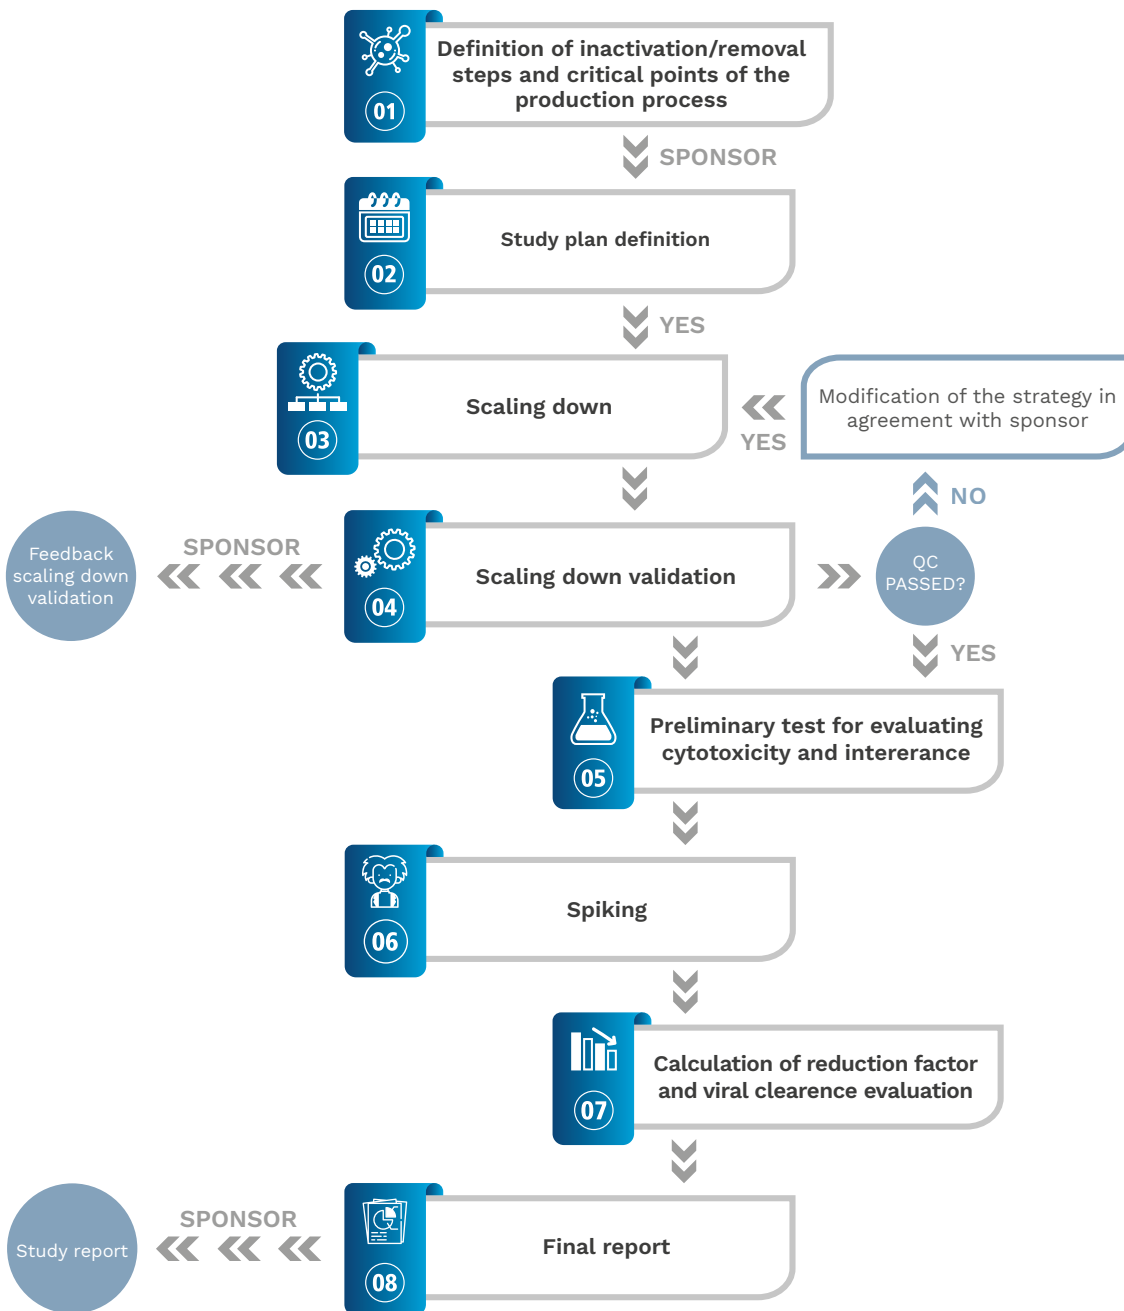 Definition of inactivation/removal
steps and critical points of the
production process
01
SPONSOR
Study plan definition
02
YES
Scaling down
03
Modification of the strategy in
agreement with sponsor
YES
NO
Feedback
scaling down
validation
SPONSOR
Scaling down validation
04
QC
PASSED?
YES
Preliminary test for evaluating
cytotoxicity and intererance
05
Spiking
06
Calculation of reduction factor
and viral clearence evaluation
07
Study report
SPONSOR
Final report
08